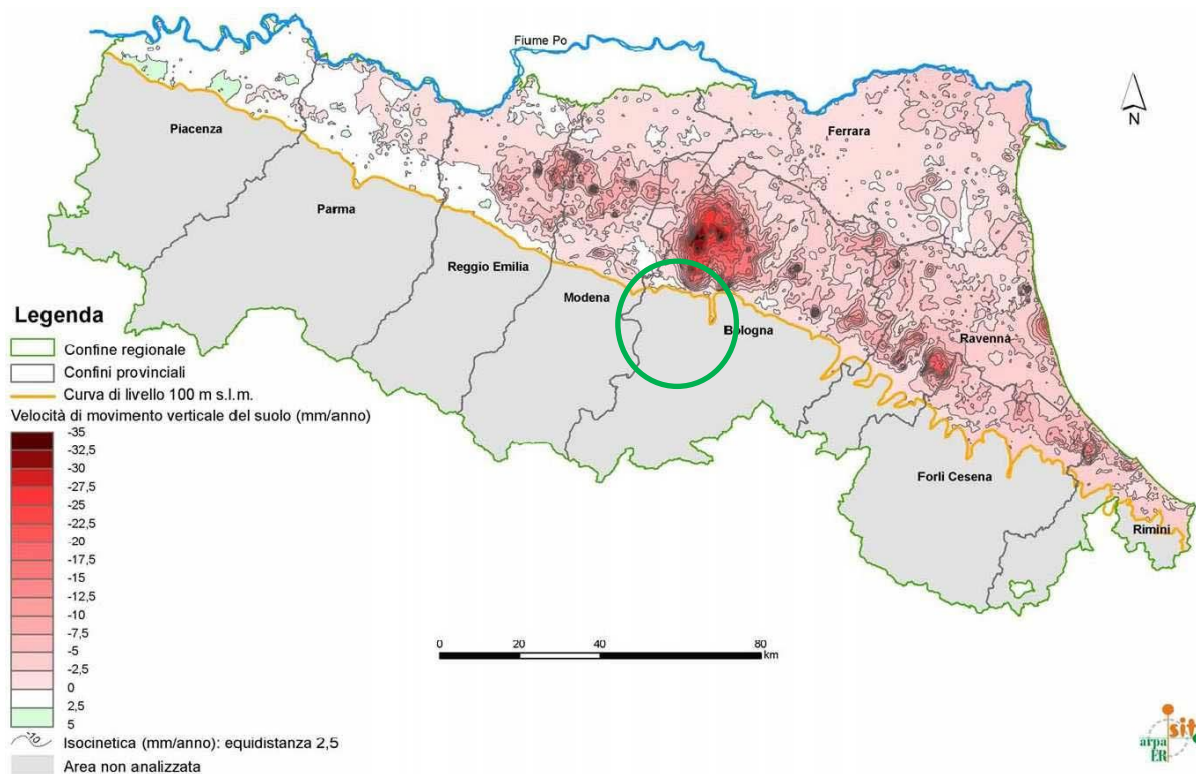 Fiume Po
N
Piacenza
Ferrara
Parma
Reggio Emilia
Modena
Bologna
Ravenna
Forli Cesena
Rimini
Legenda
Confine regionale
Confini provinciali
Curva di livello 100 m s.l.m.
Velocità di movimento verticale del suolo (mm/anno)
-35
-32,5
-30
-27,5
-25
-22,5
-20
-17,5
-15
-12,5
-10
-7,5
-5
-2,5
0
2,5
5
-10
Isocinetica (mm/anno): equidistanza 2,5
Area non analizzata
0 20 40 80
km
sit
arpa
ER